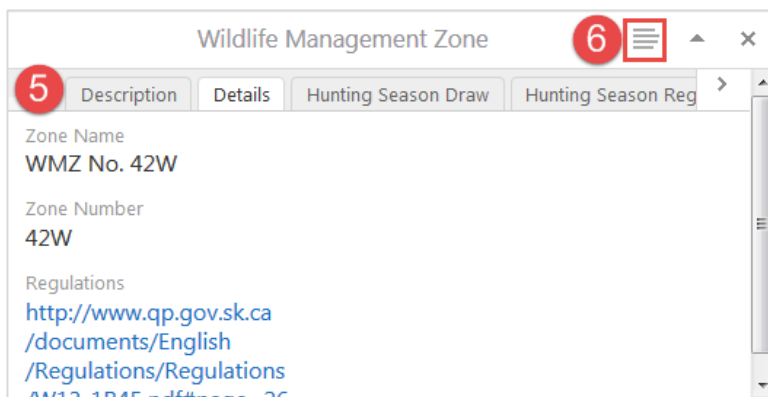 Wildlife Management Zone
6
5
Description Details Hunting Season Draw Hunting Season Reg
Zone Name
WMZ No. 42W
Zone Number
42W
Regulations
http://www.qp.gov.sk.ca
/documents/English
/Regulations/Regulations